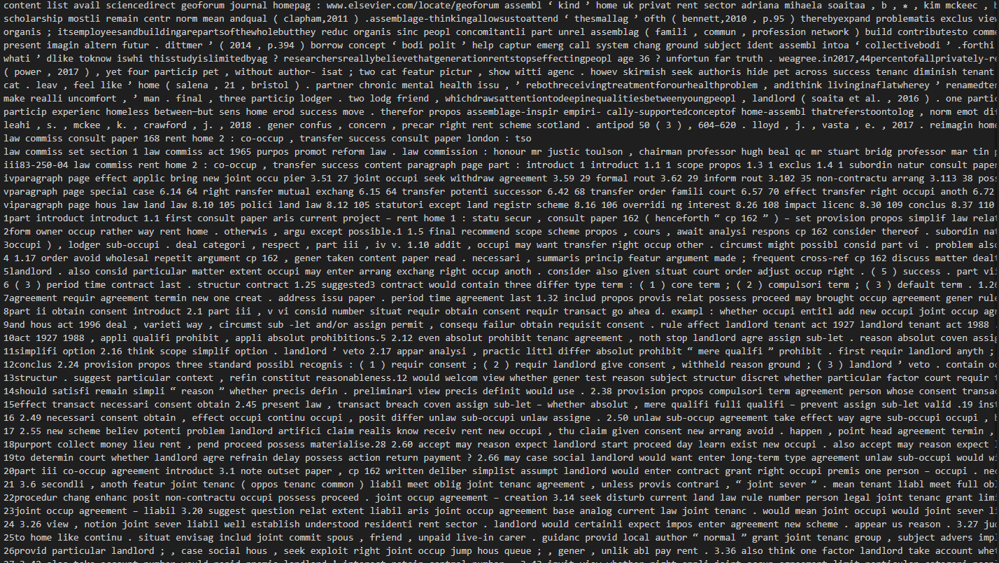 content list avail sciencedirect geoforum journal homepag : www.elsevier.com/locate/geoforum assembl ‘ kind ’ home uk privat rent sector adriana mihaela soaitaa , b , ∗ , kim mckeec , b
scholarship mostli remain centr norm mean andqual ( clapham,2011 ) .assemblage-thinkingallowsustoattend ‘ thesmallag ’ ofth ( bennett,2010 , p.95 ) therebyexpand problematis exclus view
organis ; itsemployeesandbuildingarepartsofthewholebutthey reduc organis sinc peopl concomitantli part unrel assemblag ( famili , commun , profession network ) build contributesto comm
present imagin altern futur . dittmer ’ ( 2014 , p.394 ) borrow concept ‘ bodi polit ’ help captur emerg call system chang ground subject ident assembl intoa ‘ collectivebodi ’ .forthi
whati ’ dlike toknow iswhi thisstudyislimitedbyag ? researchersreallybelievethatgenerationrentstopseffectingpeopl age 36 ? unfortun far truth . weagree.in2017,44percentofallprivately-re
( power , 2017 ) , yet four particip pet , without author- isat ; two cat featur pictur , show witti agenc . howev skirmish seek authoris hide pet across success tenanc diminish tenant
cat . leav , feel like ’ home ( salena , 21 , bristol ) . partner chronic mental health issu , ’ rebothreceivingtreatmentforourhealthproblem , andithink livinginaflatwherey ’ renamedten
make realli uncomfort , ’ man . final , three particip lodger . two lodg friend , whichdrawsattentiontodeepinequalitiesbetweenyoungpeopl , landlord ( soaita et al. , 2016 ) . one partic
particip experienc homeless between—but sens home erod success move . therefor propos assemblage-inspir empiri- cally-supportedconceptof home-assembl thatreferstoontolog , norm emot dif
leahi , s. , mckee , k. , crawford , j. , 2018 . gener confus , concern , precar right rent scheme scotland . antipod 50 ( 3 ) , 604–620 . lloyd , j. , vasta , e. , 2017 . reimagin home
law commiss consult paper 168 rent home 2 : co-occup , transfer success consult paper london : tso
law commiss set section 1 law commiss act 1965 purpos promot reform law . law commission : honour mr justic toulson , chairman professor hugh beal qc mr stuart bridg professor mar tin p
iii83-250-04 law commiss rent home 2 : co-occup , transfer success content paragraph page part : introduct 1 introduct 1.1 1 scope propos 1.3 1 exclus 1.4 1 subordin natur consult paper
ivparagraph page effect applic bring new joint occu pier 3.51 27 joint occupi seek withdraw agreement 3.59 29 formal rout 3.62 29 inform rout 3.102 35 non-contractu arrang 3.113 38 poss
vparagraph page special case 6.14 64 right ransfer mutual exchang 6.15 64 transfer potenti successor 6.42 68 transfer order famili court 6.57 70 effect transfer right occupi anoth 6.72
viparagraph page hous law land law 8.10 105 polici land law 8.12 105 statutori except land registr scheme 8.16 106 overridi ng interest 8.26 108 impact licenc 8.30 109 conclus 8.37 110
1part introduct introduct 1.1 first consult paper aris current project – rent home 1 : statu secur , consult paper 162 ( henceforth “ cp 162 ” ) – set provision propos simplif law relat
2form owner occup rather way rent home . otherwis , argu except possible.1 1.5 final recommend scope scheme propos , cours , await analysi respons cp 162 consider thereof . subordin nat
3occupi ) , lodger sub-occupi . deal categori , respect , part iii , iv v. 1.10 addit , occupi may want transfer right occup other . circumst might possibl consid part vi . problem also
4 1.17 order avoid wholesal repetit argument cp 162 , gener taken content paper read . necessari , summaris princip featur argument made ; frequent cross-ref cp 162 discuss matter dealt
5landlord . also consid particular matter extent occupi may enter arrang exchang right occup anoth . consider also given situat court order adjust occup right . ( 5 ) success . part vii
6 ( 3 ) period time contract last . structur contract 1.25 suggested3 contract would contain three differ type term : ( 1 ) core term ; ( 2 ) compulsori term ; ( 3 ) default term . 1.26
7agreement requir agreement termin new one creat . address issu paper . period time agreement last 1.32 includ propos provis relat possess proceed may brought occup agreement gener rule
8part ii obtain consent introduct 2.1 part iii , v vi consid number situat requir obtain consent requir transact go ahea d. exampl : whether occupi entitl add new occupi joint occup agr
9and hous act 1996 deal , varieti way , circumst sub -let and/or assign permit , consequ failur obtain requisit consent . rule affect landlord tenant act 1927 landlord tenant act 1988 .
10act 1927 1988 , appli qualifi prohibit , appli absolut prohibitions.5 2.12 even absolut prohibit tenanc agreement , noth stop landlord agre assign sub-let . reason absolut coven assig
11simplifi option 2.16 think scope simplif option . landlord ’ veto 2.17 appar analysi , practic littl differ absolut prohibit “ mere qualifi ” prohibit . first requir landlord anyth ;
12conclus 2.24 provision propos three standard possibl recognis : ( 1 ) requir consent ; ( 2 ) requir landlord give consent , withheld reason ground ; ( 3 ) landlord ’ veto . contain oc
13structur . suggest particular context , refin constitut reasonableness.12 would welcom view whether gener test reason subject structur discret whether particular factor court requir t
14should satisfi remain simpli “ reason ” whether precis defin . preliminari view precis definit would use . 2.38 provision propos compulsori term agreement person whose consent transac
15effect transact necessari consent obtain 2.45 present law , transact breach coven assign sub-let – whether absolut , mere qualifi fulli qualifi – prevent assign sub-let valid .19 inst
16 2.49 necessari consent obtain , effect occupi continu occupi , posit differ unlaw sub-occupi unlaw assigne . 2.50 unlaw sub-occup agreement take effect way agre sub-occupi occupi , b
17 2.55 new scheme believ potenti problem landlord artifici claim realis know receiv rent new occupi , thu claim given consent new arrang avoid . happen , point head agreement termin ,
18purport collect money lieu rent , pend proceed possess materialise.28 2.60 accept may reason expect landlord start proceed day learn exist new occupi . also accept may reason expect l
19to determin court whether landlord agre refrain delay possess action return payment ? 2.66 may case social landlord would want enter long-term type agreement unlaw sub-occupi would wi
20part iii co-occup agreement introduct 3.1 note outset paper , cp 162 written deliber simplist assumpt landlord would enter contract grant right occupi premis one person – occupi . nec
21 3.6 secondli , anoth featur joint tenanc ( oppos tenanc common ) liabil meet oblig joint tenanc agreement , unless provis contrari , “ joint sever ” . mean tenant liabl meet full obl
22procedur chang enhanc posit non-contractu occupi possess proceed . joint occup agreement – creation 3.14 seek disturb current land law rule number person legal joint tenanc grant limi
23joint occup agreement – liabil 3.20 suggest question relat extent liabil aris joint occup agreement base analog current law joint tenanc . would mean joint occupi would joint sever li
24 3.26 view , notion joint sever liabil well establish understood residenti rent sector . landlord would certainli expect impos enter agreement new scheme . appear us reason . 3.27 jud
25to home like continu . situat envisag includ joint commit spous , friend , unpaid live-in carer . guidanc provid local author “ normal ” grant joint tenanc group , subject advers impl
26provid particular landlord ; , case social hous , seek exploit right joint occup jump hous queue ; , gener , unlik abl pay rent . 3.36 also think one factor landlord take account whe